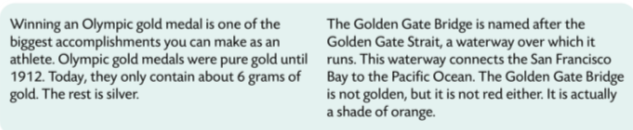 Winning an Olympic gold medal is one of the
biggest accomplishments you can make as an
athlete. Olympic gold medals were pure gold until
1912. Today, they only contain about 6 grams of
gold. The rest is silver.
The Golden Gate Bridge is named after the
Golden Gate Strait, a waterway over which it
runs. This waterway connects the San Francisco
Bay to the Pacific Ocean. The Golden Gate Bridge
is not golden, but it is not red either. It is actually
a shade of orange.